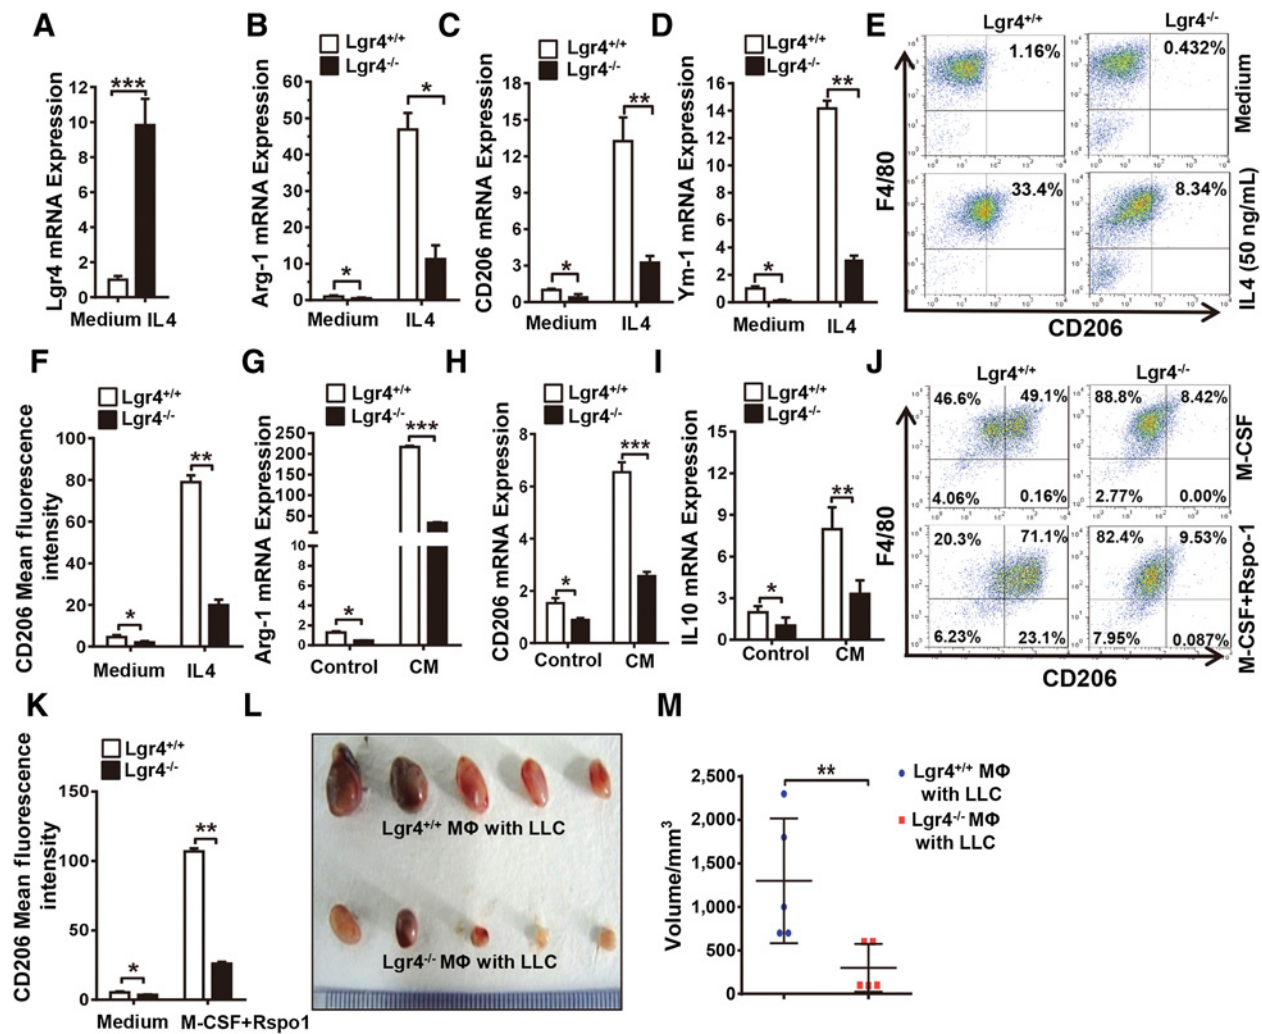 A
Lgr4 mRNA Expression
12
10
8
6
4
2
0
***
Medium IL4
B
Lgr4+/+
Lgr4-/-
Arg-1 mRNA Expression
60
50
40
30
20
10
0
*
*
Medium
IL4
C
Lgr4+/+
Lgr4-/-
CD206 mRNA Expression
18
15
12
9
6
3
0
*
**
Medium
IL4
D
Lgr4+/+
Lgr4-/-
Ym-1 mRNA Expression
16
14
12
10
8
6
4
2
0
*
**
Medium
IL4
E
Lgr4+/+
Lgr4-/-
1.16%
0.432%
Medium
33.4%
8.34%
IL4 (50 ng/mL)
F4/80
CD206
F
Lgr4+/+
Lgr4-/-
CD206 Mean fluorescence
intensity
100
80
60
40
20
0
*
**
Medium
IL4
G
Lgr4+/+
Lgr4-/-
Arg-1 mRNA Expression
250
200
150
100
50
10
8
6
4
2
0
*
***
Control
CM
H
Lgr4+/+
Lgr4-/-
CD206 mRNA Expression
8
6
4
2
0
*
***
Control
CM
I
Lgr4+/+
Lgr4-/-
IL10 mRNA Expression
15
12
9
6
3
0
*
**
Control
CM
J
Lgr4+/+
Lgr4-/-
46.6%
49.1%
88.8%
8.42%
4.06%
0.16%
2.77%
0.00%
M-CSF
20.3%
71.1%
82.4%
9.53%
6.23%
23.1%
7.95%
0.087%
M-CSF+Rspo-1
F4/80
CD206
K
Lgr4+/+
Lgr4-/-
CD206 Mean fluorescence
intensity
150
100
50
0
*
**
Medium
M-CSF+Rspo1
L
Lgr4+/+ MΦ with LLC
Lgr4-/- MΦ with LLC
M
Volume/mm3
2,500
2,000
1,500
1,000
500
0
**
Lgr4+/+ MΦ
with LLC
Lgr4-/- MΦ
with LLC